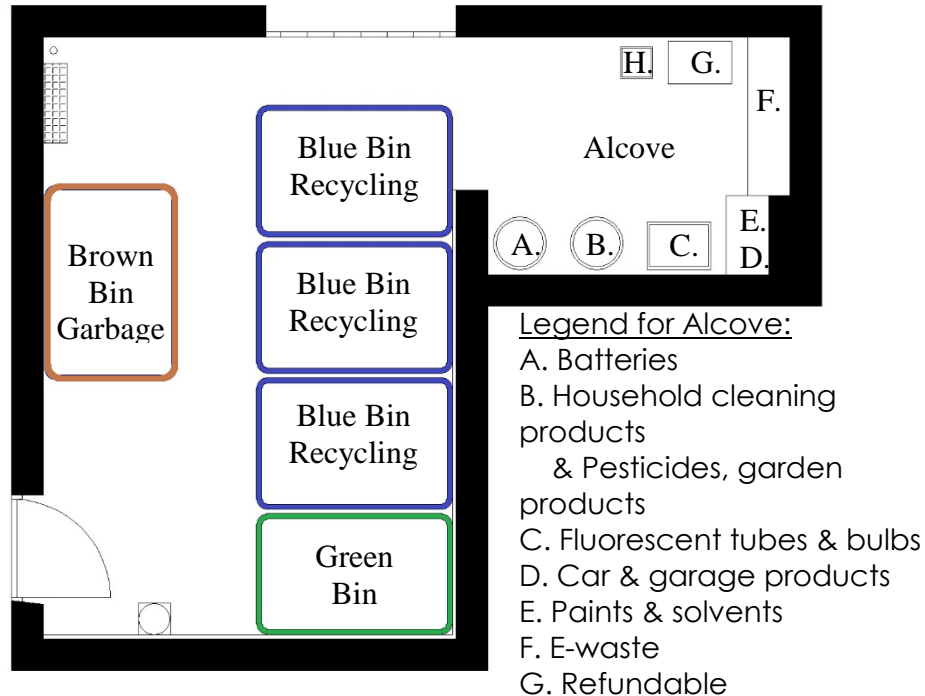 H.
G.
F.
Blue Bin
Recycling
Alcove
Brown
Bin
Garbage
A.
B.
C.
E.
D.
Blue Bin
Recycling
Blue Bin
Recycling
Green
Bin
Legend for Alcove:
A. Batteries
B. Household cleaning
products
& Pesticides, garden
products
C. Fluorescent tubes & bulbs
D. Car & garage products
E. Paints & solvents
F. E-waste
G. Refundable